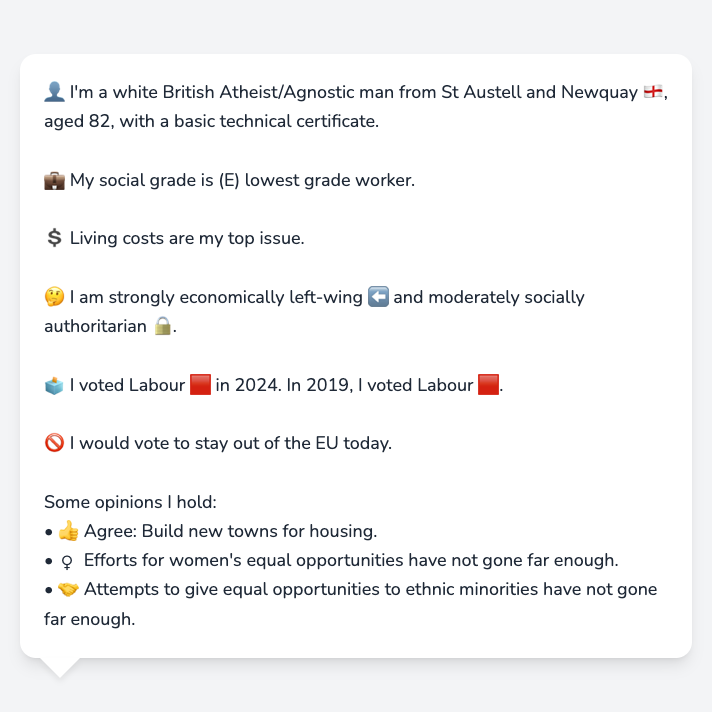 👤 I'm a white British Atheist/Agnostic man from St Austell and Newquay 🏴󠁧󠁢󠁥󠁮󠁧󠁿,
aged 82, with a basic technical certificate.
💼 My social grade is (E) lowest grade worker.
💲 Living costs are my top issue.
🤔 I am strongly economically left-wing ⬅️ and moderately socially
authoritarian 🔒.
🗳️ I voted Labour 🟥 in 2024. In 2019, I voted Labour 🟥.
🚫 I would vote to stay out of the EU today.
Some opinions I hold:
• 👍 Agree: Build new towns for housing.
• ♀ Efforts for women's equal opportunities have not gone far enough.
• 🤝 Attempts to give equal opportunities to ethnic minorities have not gone
far enough.